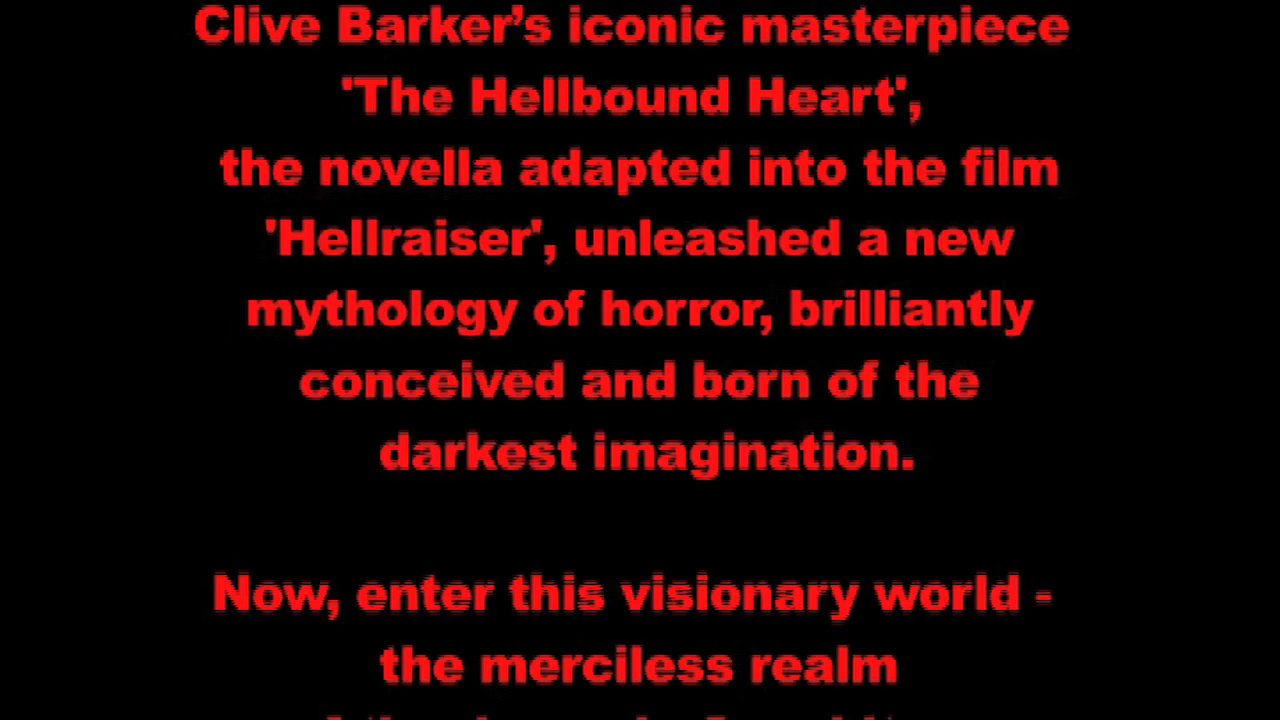 Clive Barker’s iconic masterpiece
'The Hellbound Heart',
the novella adapted into the film
'Hellraiser', unleashed a new
mythology of horror, brilliantly
conceived and born of the
darkest imagination.
Now, enter this visionary world -
the merciless realm